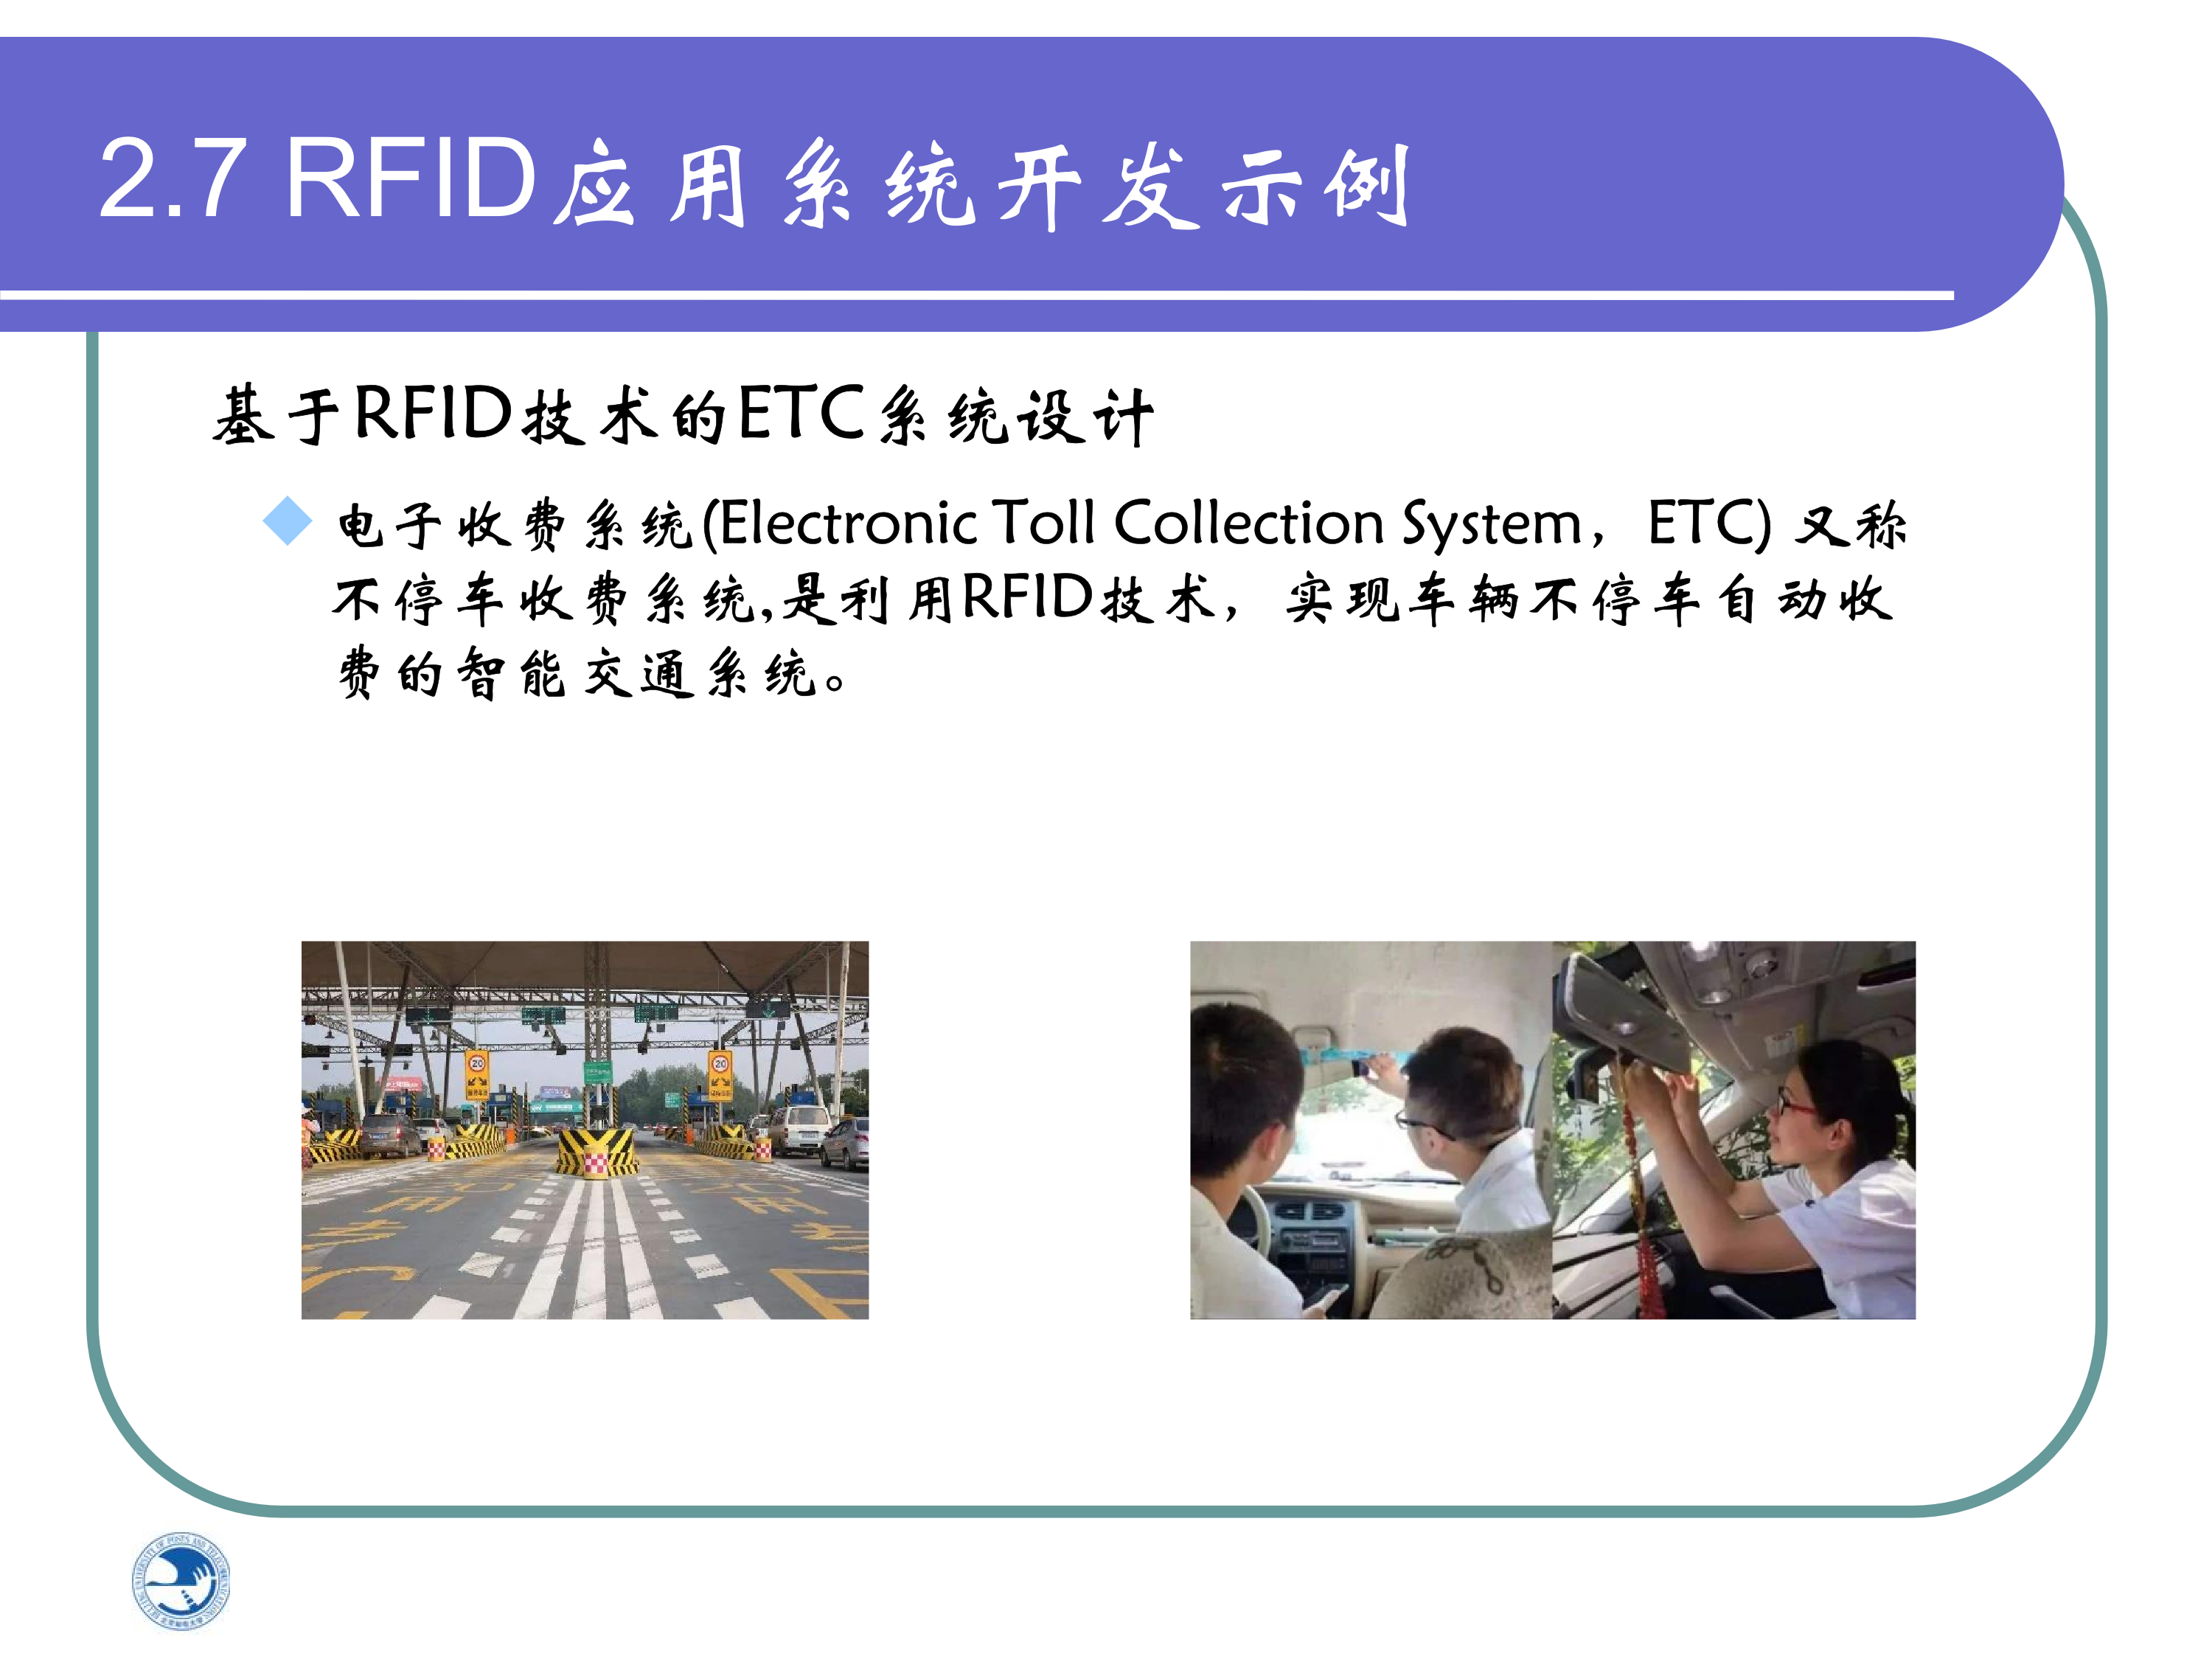 2.7 RFID应用系统开发示例
基于RFID技术的ETC系统设计
电子收费系统(Electronic Toll Collection System，ETC) 又称
不停车收费系统,是利用RFID技术，实现车辆不停车自动收
费的智能交通系统。
20
20